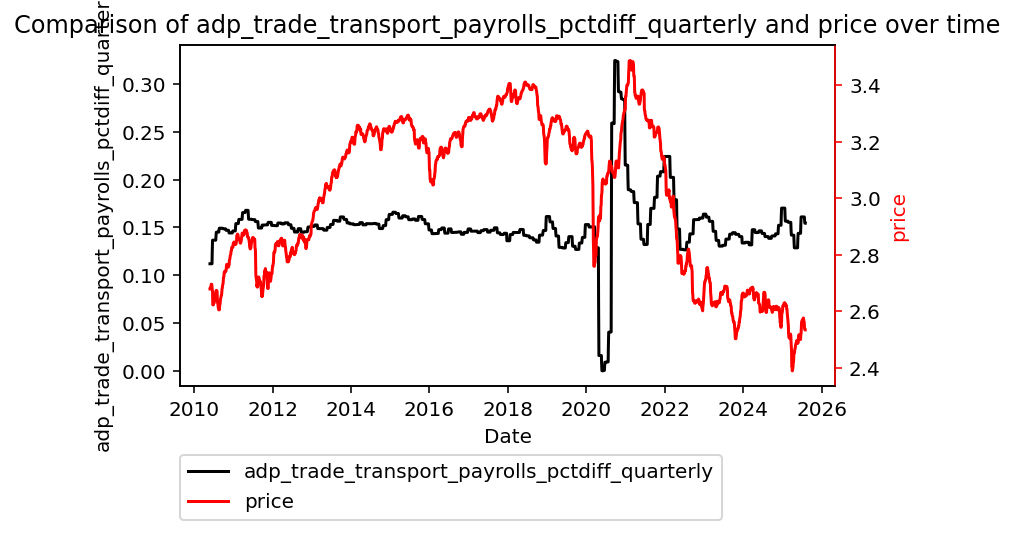 Comparison of adp_trade_transport_payrolls_pctdiff_quarterly and price over time
adp_trade_transport_payrolls_pctdiff_quarter
0.30
0.25
0.20
0.15
0.10
0.05
0.00
3.4
3.2
3.0
2.8
2.6
2.4
price
2010 2012 2014 2016 2018 2020 2022 2024 2026
Date
adp_trade_transport_payrolls_pctdiff_quarterly
price